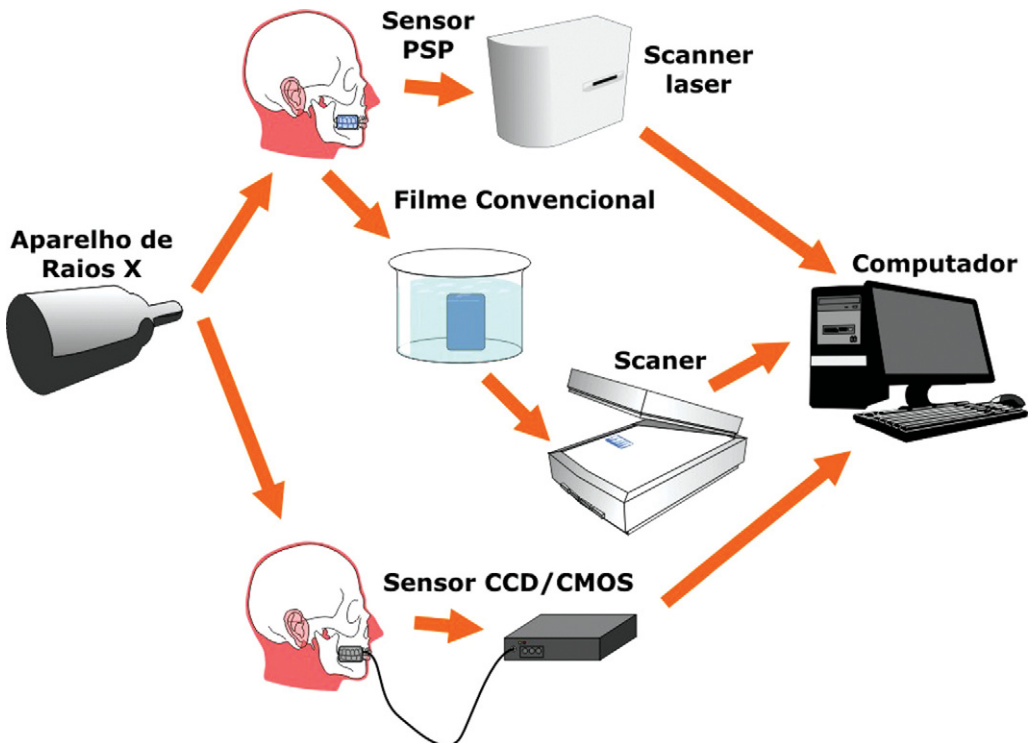 Sensor
PSP
Scanner
laser
Filme Convencional
Aparelho de
Raios X
Computador
Scaner
Sensor CCD/CMOS